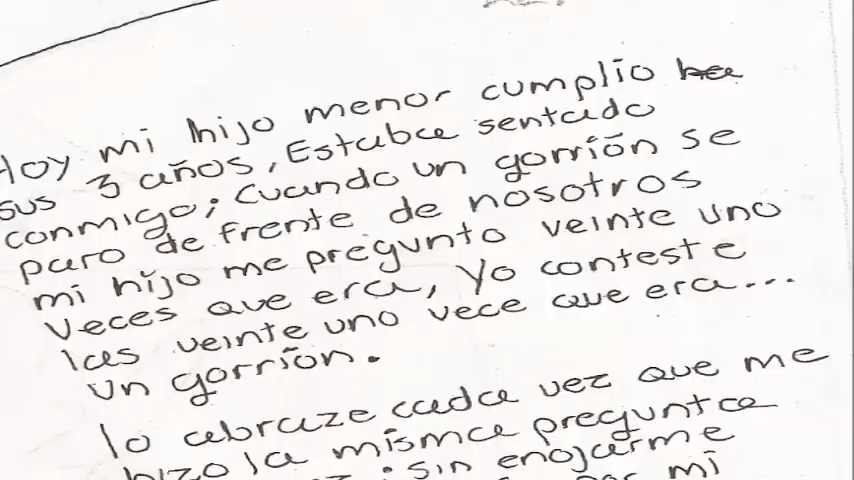 Hoy mi hijo menor cumplio
sus 3 años, Estaba sentado
conmigo; Cuando un gorrión se
paro de frente de nosotros
mi hijo me pregunto veinte uno
veces que era, Yo conteste
las veinte uno vece que era...
un gorrión.
lo abraze cada vez que me
hizo la misma pregunta
sin enojarme
mi